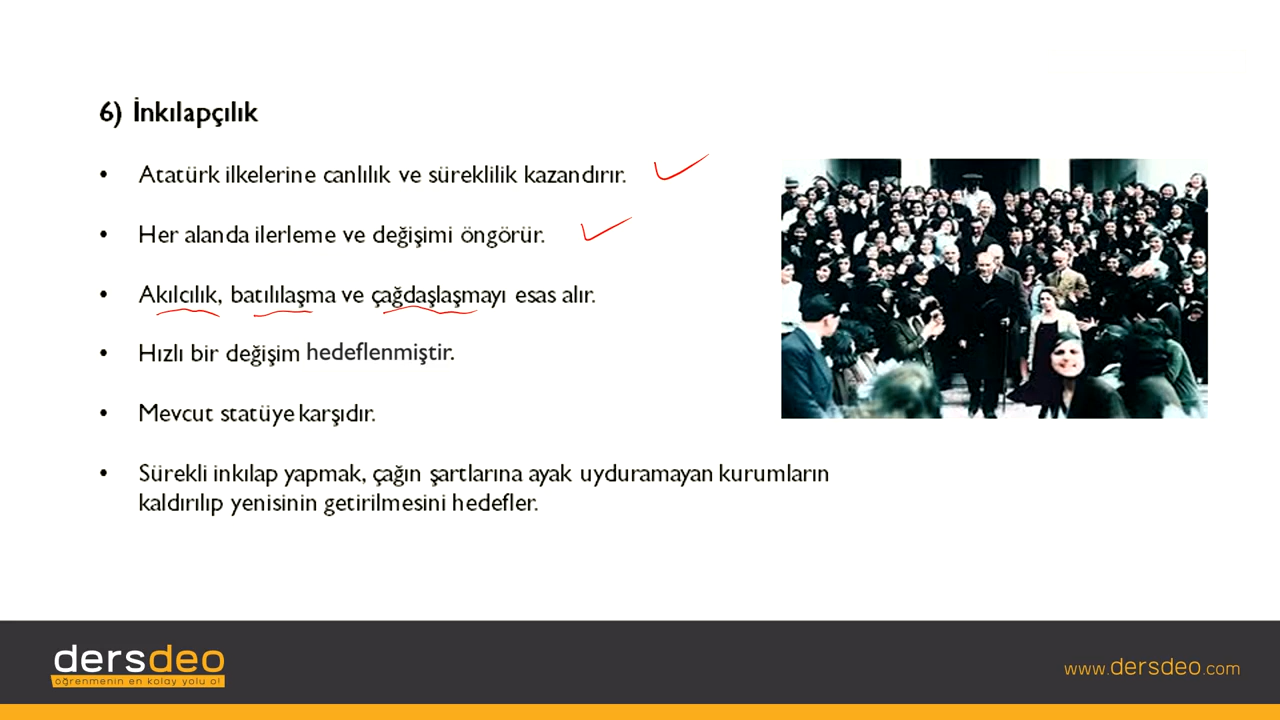 6) İnkılapçılık
• Atatürk ilkelerine canlılık ve süreklilik kazandırır.
• Her alanda ilerleme ve değişimi öngörür.
• Akılcılık, batılılaşma ve çağdaşlaşmayı esas alır.
• Hızlı bir değişim hedeflenmiştir.
• Mevcut statüye karşıdır.
• Sürekli inkılap yapmak, çağın şartlarına ayak uyduramayan kurumların
kaldırılıp yenisinin getirilmesini hedefler.
dersdeo
öğrenmenin en kolay yolu o!
www.dersdeo.com